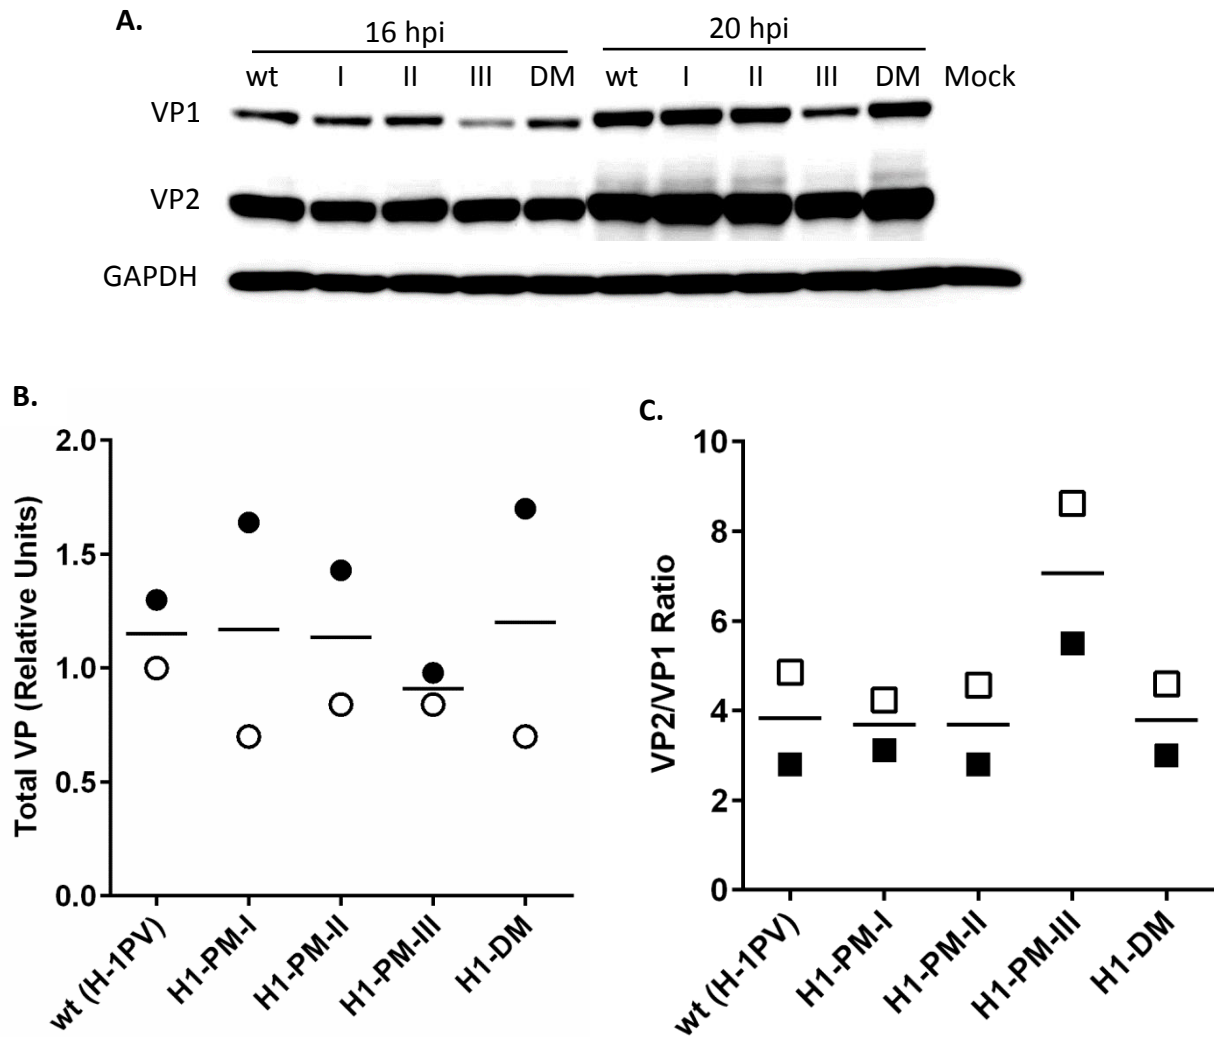 A.
16 hpi 20 hpi
wt I II III DM wt I II III DM Mock
VP1
VP2
GAPDH
B.
Total VP (Relative Units)
2.0
1.5
1.0
0.5
0.0
wt (H-1PV)
H1-PM-I
H1-PM-II
H1-PM-III
H1-DM
C.
VP2/VP1 Ratio
10
8
6
4
2
0
wt (H-1PV)
H1-PM-I
H1-PM-II
H1-PM-III
H1-DM